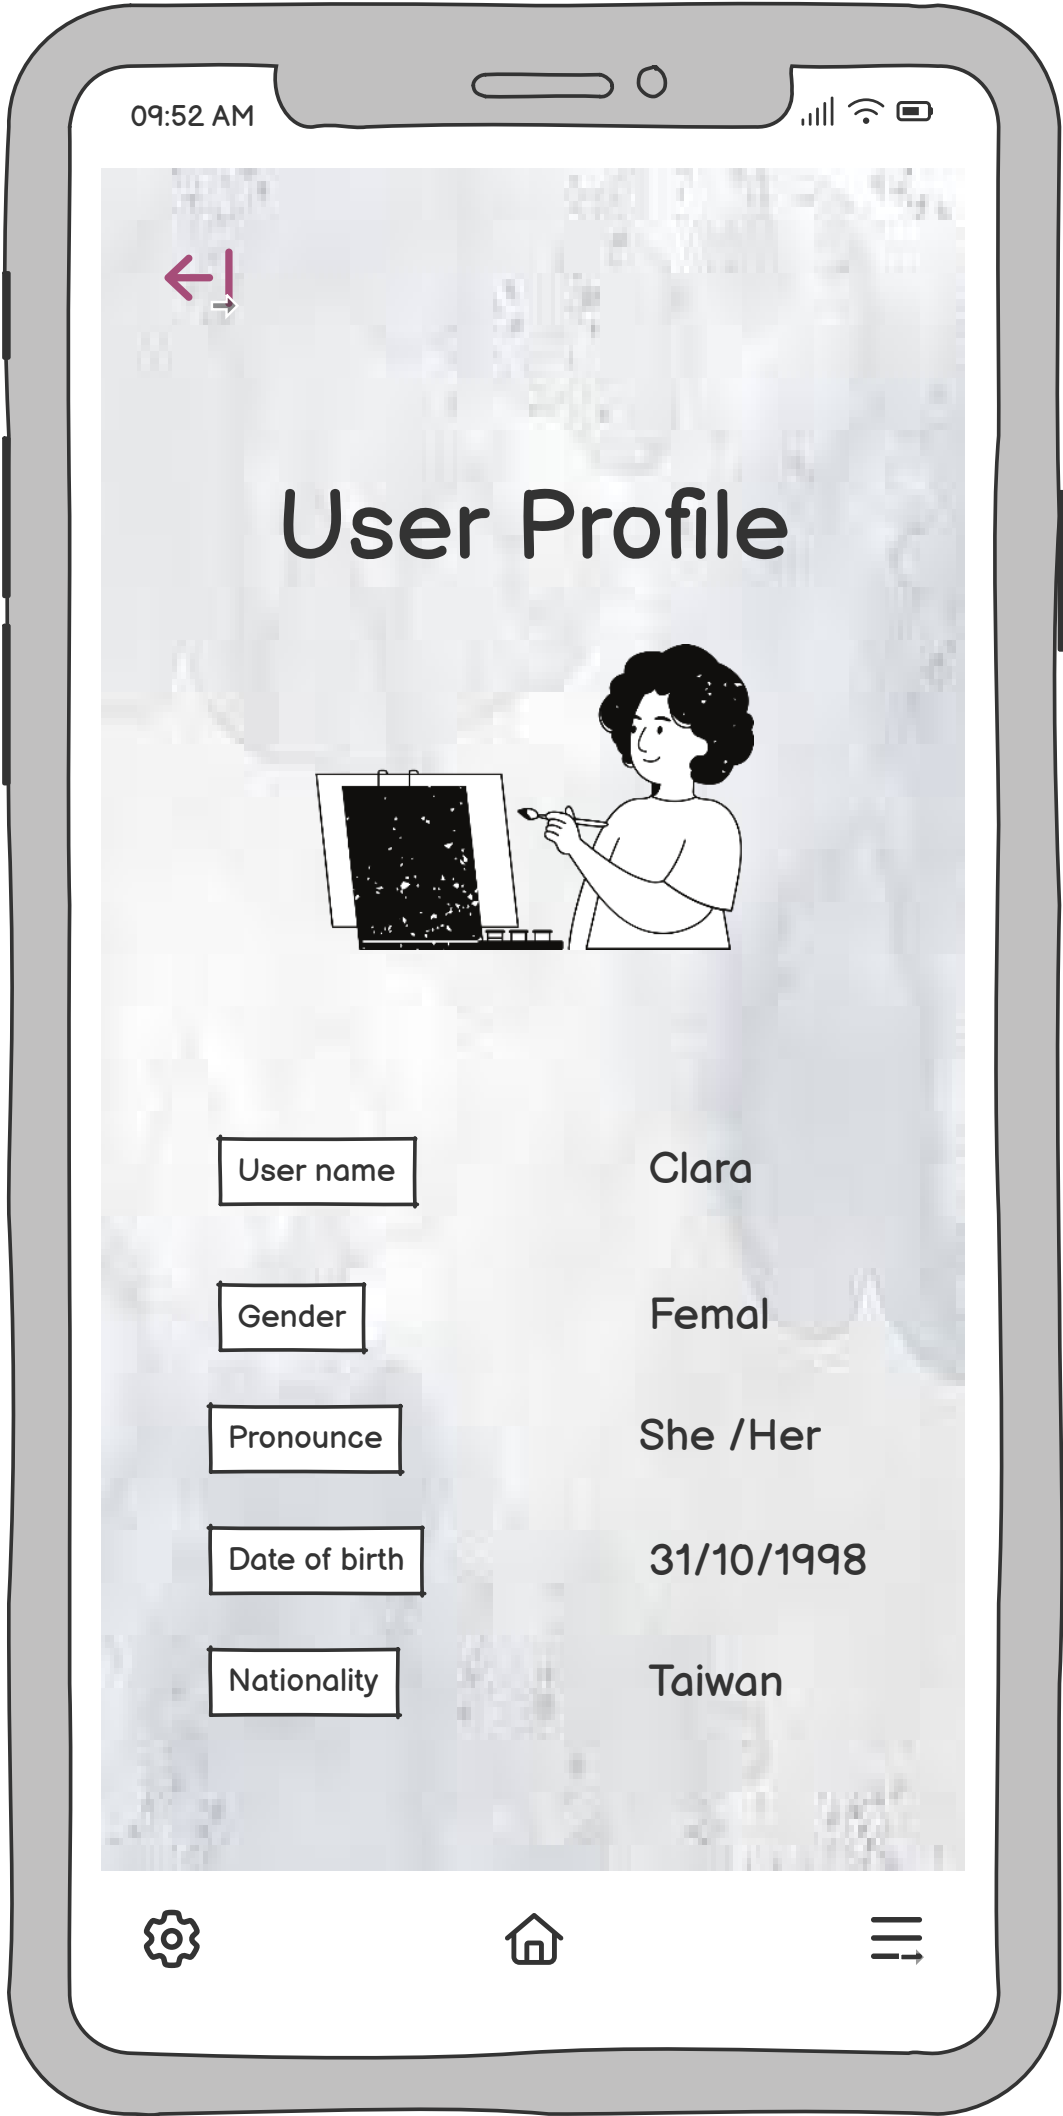 09:52 AM
User Profile
User name Clara
Gender Femal
Pronounce She /Her
Date of birth 31/10/1998
Nationality Taiwan